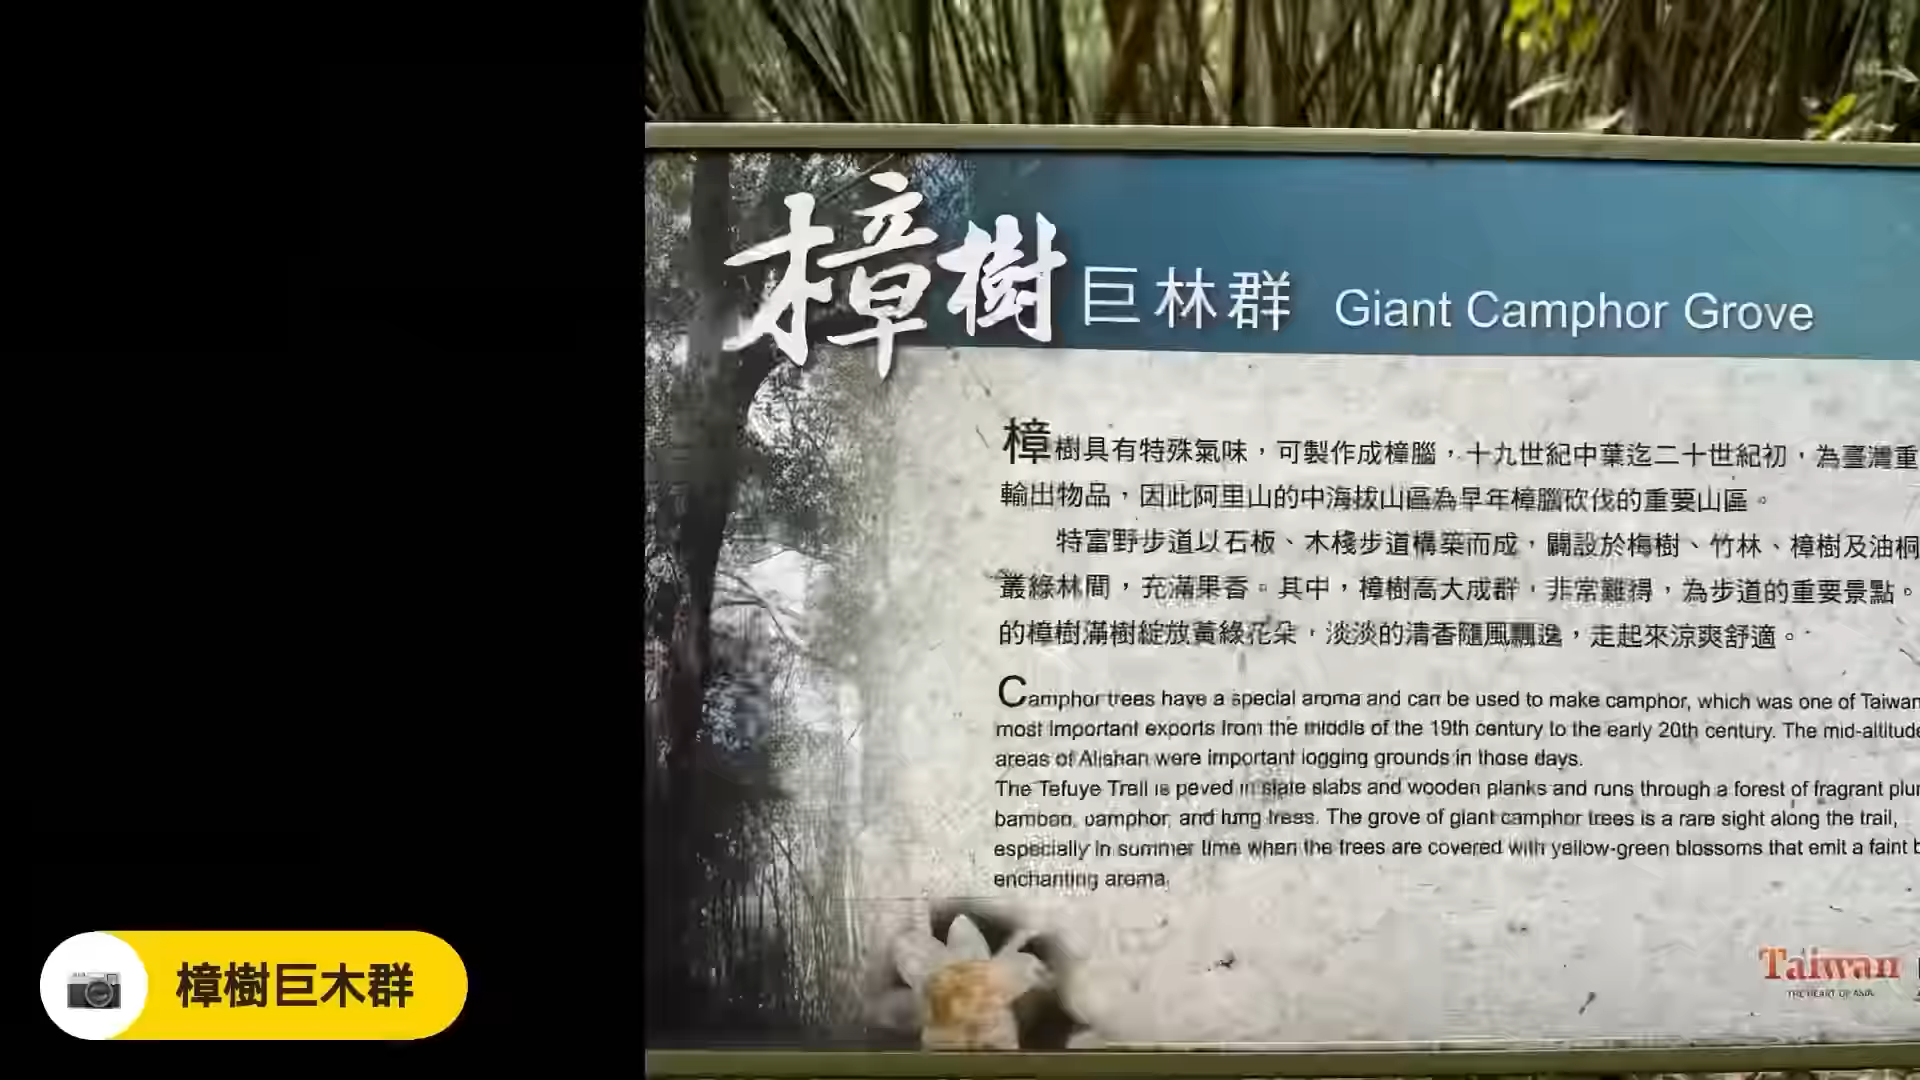 樟樹巨林群 Giant Camphor Grove
樟樹具有特殊氣味，可製作成樟腦，十九世紀中葉迄二十世紀初，為臺灣重
輸出物品，因此阿里山的中海拔山區為早年樟腦砍伐的重要山區。
特富野步道以石板、木棧步道構築而成，闢設於梅樹、竹林、樟樹及油桐
叢綠林間，充滿果香。其中，樟樹高大成群，非常難得，為步道的重要景點。
的樟樹滿樹綻放黃綠花朵，淡淡的清香隨風飄逸，走起來涼爽舒適。
Camphor trees have a special aroma and can be used to make camphor, which was one of Taiwan
most important exports from the middle of the 19th century to the early 20th century. The mid-altitude
areas of Alishan were important logging grounds in those days.
The Tefuye Trail is paved in slate slabs and wooden planks and runs through a forest of fragrant plu
bamboo, camphor, and tung trees. The grove of giant camphor trees is a rare sight along the trail,
especially in summer time when the trees are covered with yellow-green blossoms that emit a faint b
enchanting aroma.
Taiwan
THE HEART OF ASIA
樟樹巨木群